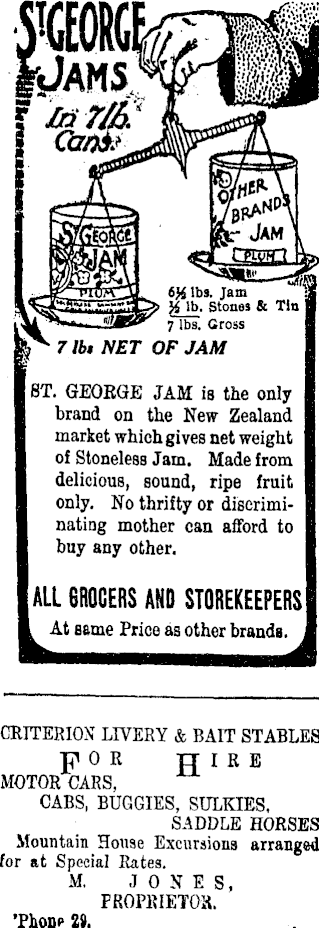 ST GEORGE
JAMS
In 7lb.
Cans.
OTHER
BRANDS
JAM
PLUM
ST GEORGE
JAM
PLUM
6½ lbs. Jam
½ lb. Stones & Tin
7 lbs. Gross
7 lbs NET OF JAM
ST. GEORGE JAM is the only
brand on the New Zealand
market which gives net weight
of Stoneless Jam. Made from
delicious, sound, ripe fruit
only. No thrifty or discrimi-
nating mother can afford to
buy any other.
ALL GROCERS AND STOREKEEPERS
At same Price as other brands.
CRITERION LIVERY & BAIT STABLES
FOR HIRE
MOTOR CARS,
CABS, BUGGIES, SULKIES,
SADDLE HORSES
Mountain House Excursions arranged
for at Special Rates.
M. JONES,
PROPRIETOR.
'Phone 29.